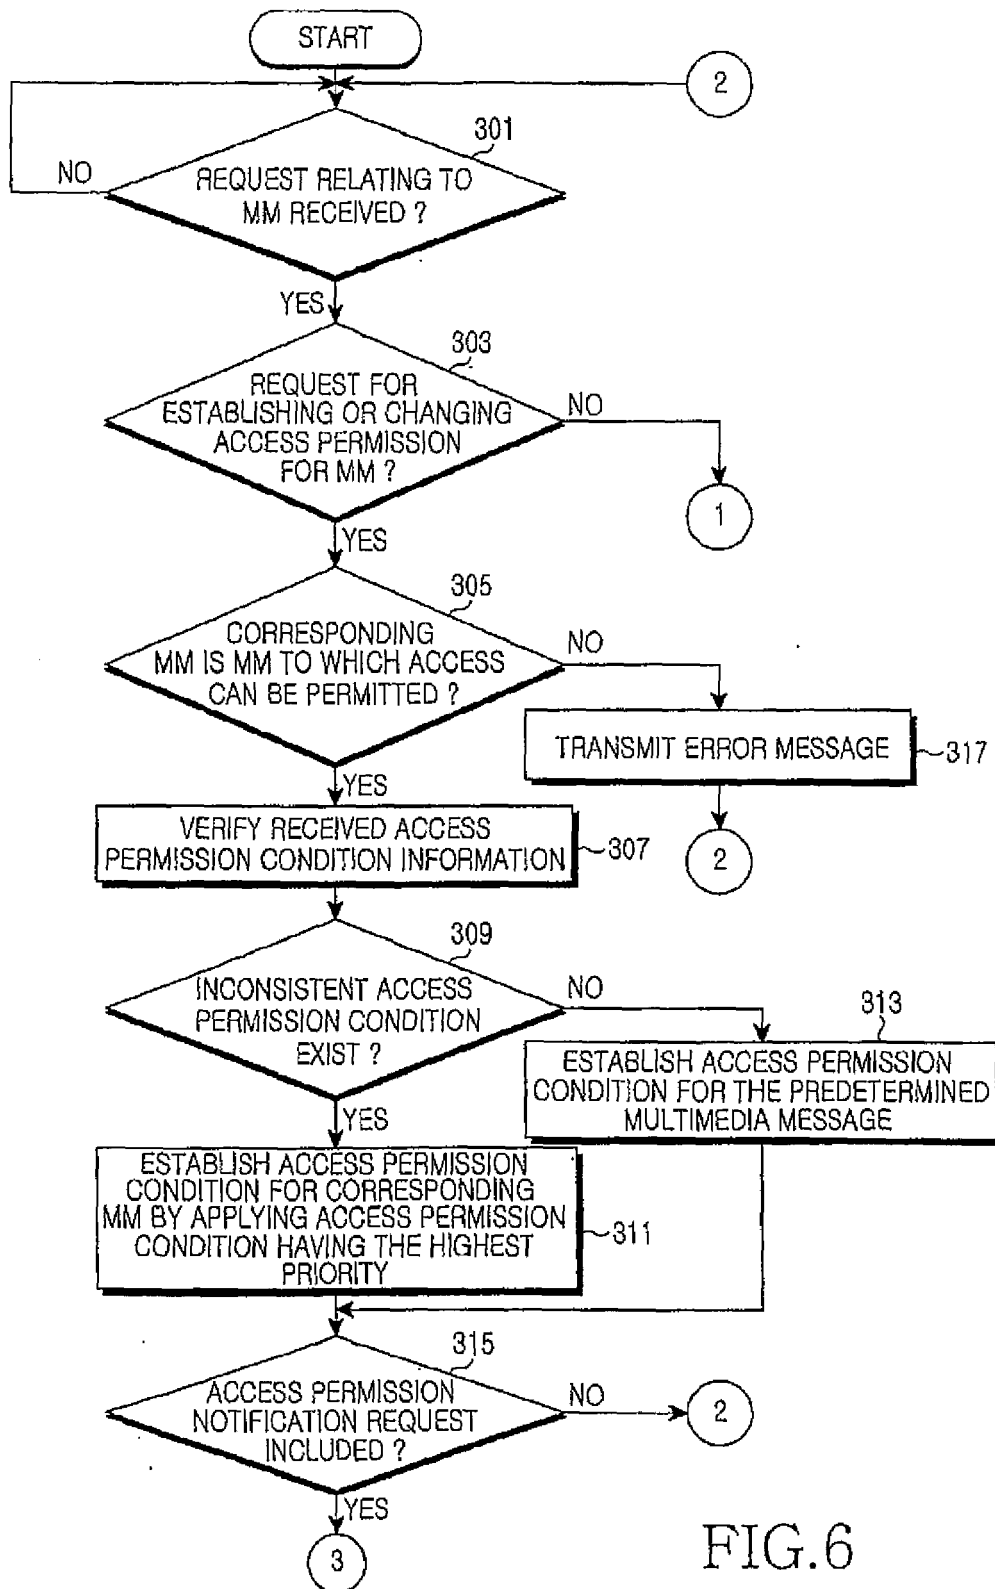 START
2
301
NO
REQUEST RELATING TO
MM RECEIVED ?
YES
303
REQUEST FOR
ESTABLISHING OR CHANGING
ACCESS PERMISSION
FOR MM ?
NO
1
YES
305
CORRESPONDING
MM IS MM TO WHICH ACCESS
CAN BE PERMITTED ?
NO
TRANSMIT ERROR MESSAGE
317
YES
VERIFY RECEIVED ACCESS
PERMISSION CONDITION INFORMATION
307
2
309
INCONSISTENT ACCESS
PERMISSION CONDITION
EXIST ?
NO
313
ESTABLISH ACCESS PERMISSION
CONDITION FOR THE PREDETERMINED
MULTIMEDIA MESSAGE
YES
ESTABLISH ACCESS PERMISSION
CONDITION FOR CORRESPONDING
MM BY APPLYING ACCESS PERMISSION
CONDITION HAVING THE HIGHEST
PRIORITY
311
315
ACCESS PERMISSION
NOTIFICATION REQUEST
INCLUDED ?
NO
2
YES
3
FIG.6